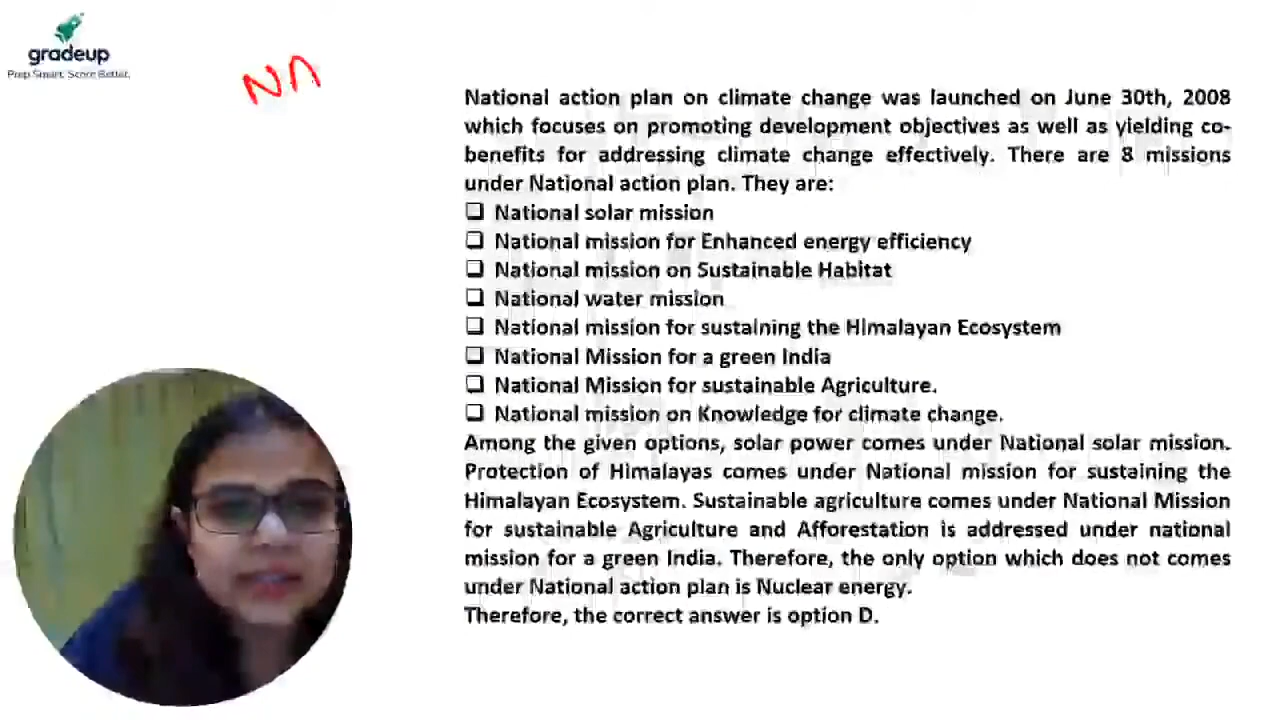 gradeup
Prep Smart. Score Better.
NA
National action plan on climate change was launched on June 30th, 2008
which focuses on promoting development objectives as well as yielding co-
benefits for addressing climate change effectively. There are 8 missions
under National action plan. They are:
❑ National solar mission
❑ National mission for Enhanced energy efficiency
❑ National mission on Sustainable Habitat
❑ National water mission
❑ National mission for sustaining the Himalayan Ecosystem
❑ National Mission for a green India
❑ National Mission for sustainable Agriculture.
❑ National mission on Knowledge for climate change.
Among the given options, solar power comes under National solar mission.
Protection of Himalayas comes under National mission for sustaining the
Himalayan Ecosystem. Sustainable agriculture comes under National Mission
for sustainable Agriculture and Afforestation is addressed under national
mission for a green India. Therefore, the only option which does not comes
under National action plan is Nuclear energy.
Therefore, the correct answer is option D.